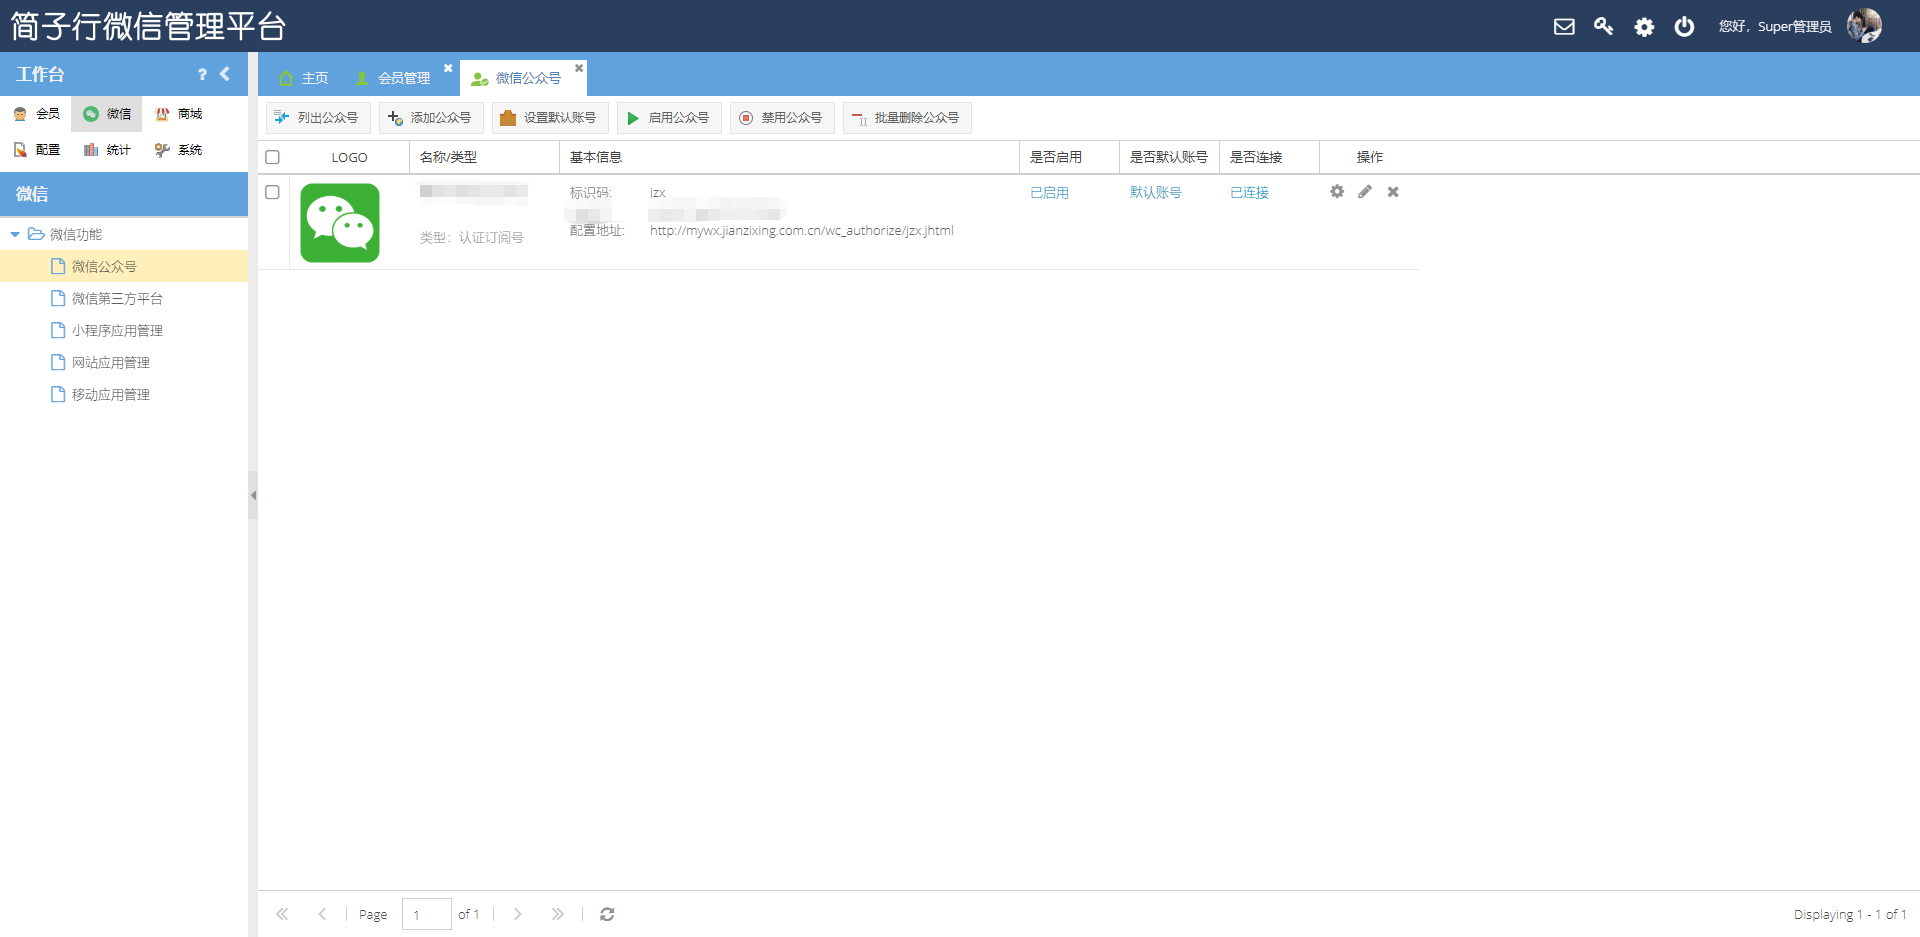 简子行微信管理平台
您好，Super管理员
工作台
?
会员 微信 商城
配置 统计 系统
微信
微信功能
微信公众号
微信第三方平台
小程序应用管理
网站应用管理
移动应用管理
主页 会员管理 微信公众号
列出公众号 添加公众号 设置默认账号 启用公众号 禁用公众号 批量删除公众号
LOGO 名称/类型 基本信息 是否启用 是否默认账号 是否连接 操作
标识码: jzx 已启用 默认账号 已连接
配置地址: http://mywx.jianzixing.com.cn/wc_authorize/jzx.jhtml
类型：认证订阅号
Page 1 of 1
Displaying 1 - 1 of 1